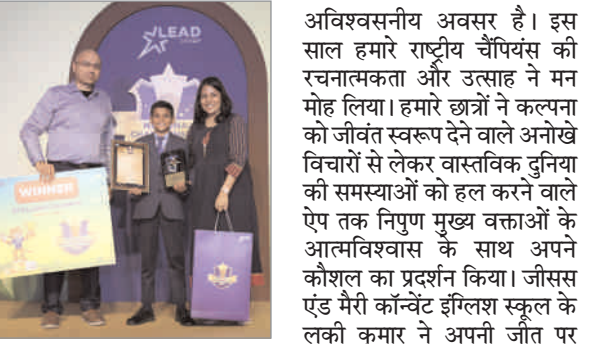 LEAD
WINNER
अविश्वसनीय अवसर है। इस
साल हमारे राष्ट्रीय चैंपियंस की
रचनात्मकता और उत्साह ने मन
मोह लिया। हमारे छात्रों ने कल्पना
को जीवंत स्वरूप देने वाले अनोखे
विचारों से लेकर वास्तविक दुनिया
की समस्याओं को हल करने वाले
ऐप तक निपुण मुख्य वक्ताओं के
आत्मविश्वास के साथ अपने
कौशल का प्रदर्शन किया। जीसस
एंड मैरी कॉन्वेंट इंग्लिश स्कूल के
लकी कमार ने अपनी जीत पर